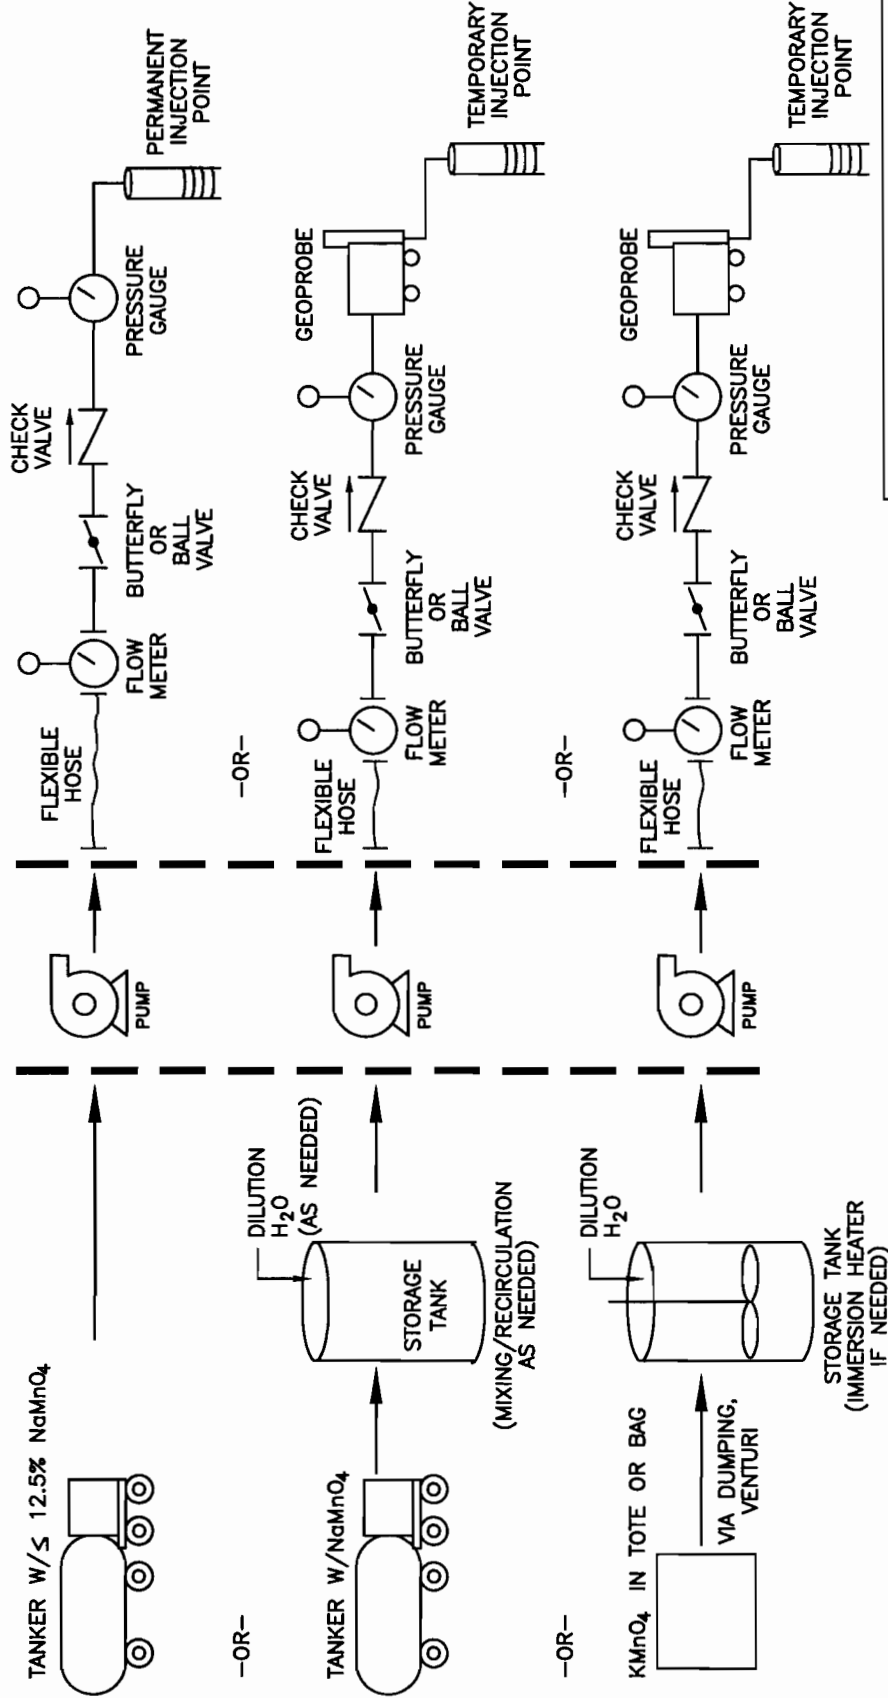 TANKER W/≤ 12.5% NaMnO4
PUMP
FLEXIBLE
HOSE
FLOW
METER
BUTTERFLY
OR
BALL
VALVE
CHECK
VALVE
PRESSURE
GAUGE
PERMANENT
INJECTION
POINT
-OR-
-OR-
TANKER W/NaMnO4
STORAGE
TANK
(MIXING/RECIRCULATION
AS NEEDED)
DILUTION
H2O
(AS NEEDED)
PUMP
FLEXIBLE
HOSE
FLOW
METER
BUTTERFLY
OR
BALL
VALVE
CHECK
VALVE
PRESSURE
GAUGE
GEOPROBE
TEMPORARY
INJECTION
POINT
-OR-
-OR-
KMnO4 IN TOTE OR BAG
VIA DUMPING,
VENTURI
DILUTION
H2O
STORAGE TANK
(IMMERSION HEATER
IF NEEDED)
PUMP
FLEXIBLE
HOSE
FLOW
METER
BUTTERFLY
OR
BALL
VALVE
CHECK
VALVE
PRESSURE
GAUGE
GEOPROBE
TEMPORARY
INJECTION
POINT